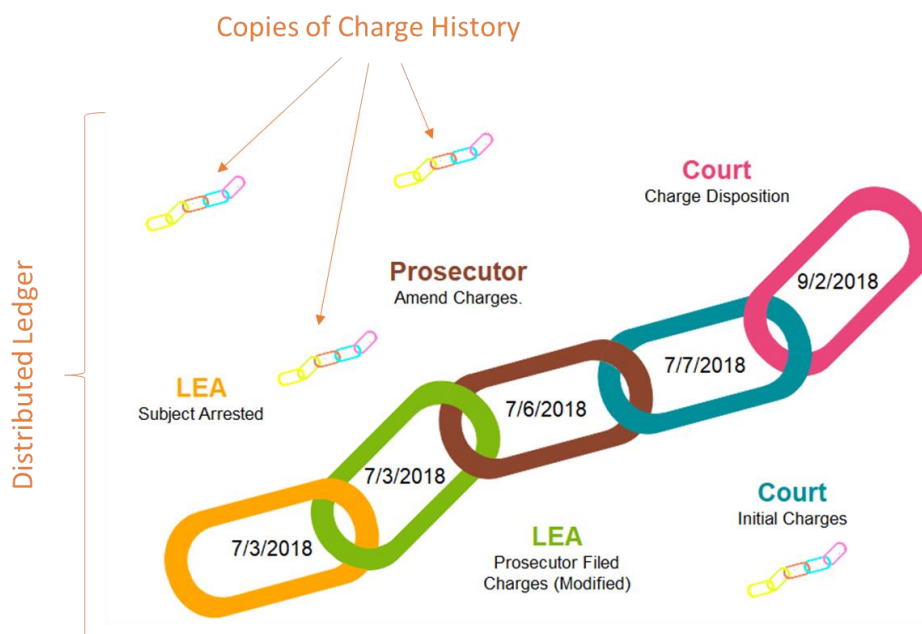 Copies of Charge History
Distributed Ledger
Court
Charge Disposition
9/2/2018
Prosecutor
Amend Charges.
7/7/2018
LEA
Subject Arrested
7/6/2018
7/3/2018
Court
Initial Charges
LEA
Prosecutor Filed
Charges (Modified)
7/3/2018